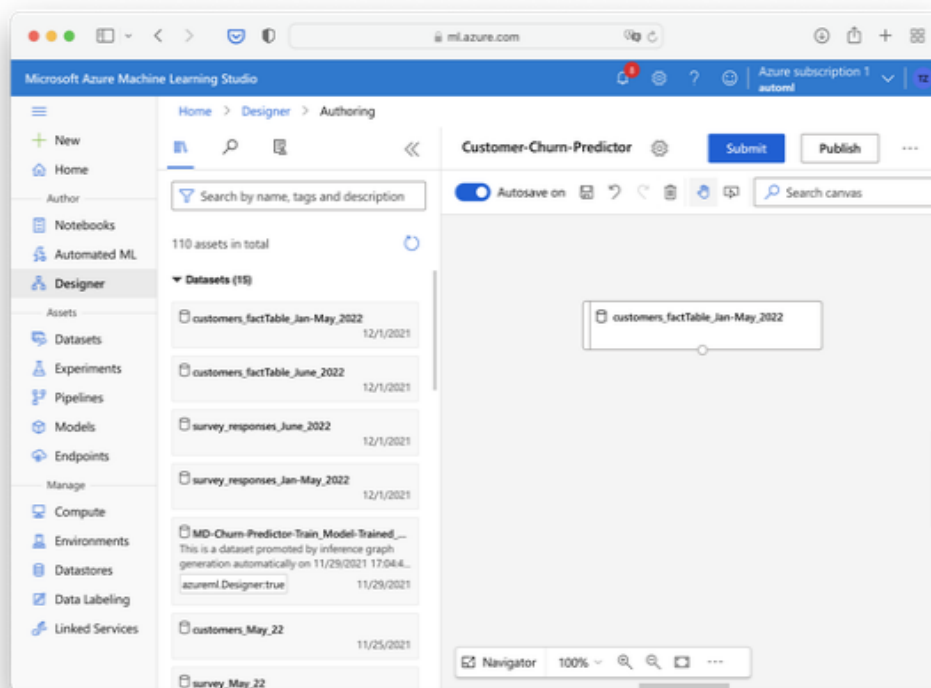 ml.azure.com
Microsoft Azure Machine Learning Studio
Azure subscription 1
automl
TZ
Home > Designer > Authoring
New
Home
Author
Notebooks
Automated ML
Designer
Assets
Datasets
Experiments
Pipelines
Models
Endpoints
Manage
Compute
Environments
Datastores
Data Labeling
Linked Services
Search by name, tags and description
110 assets in total
Datasets (15)
customers_factTable_Jan-May_2022
12/1/2021
customers_factTable_June_2022
12/1/2021
survey_responses_June_2022
12/1/2021
survey_responses_Jan-May_2022
12/1/2021
MD-Churn-Predictor-Train_Model-Trained_...
This is a dataset promoted by inference graph
generation automatically on 11/29/2021 17:04:4...
azureml.Designer:true
11/29/2021
customers_May_22
11/25/2021
survey_May_22
Customer-Churn-Predictor
Submit
Publish
Autosave on
Search canvas
customers_factTable_Jan-May_2022
Navigator
100%